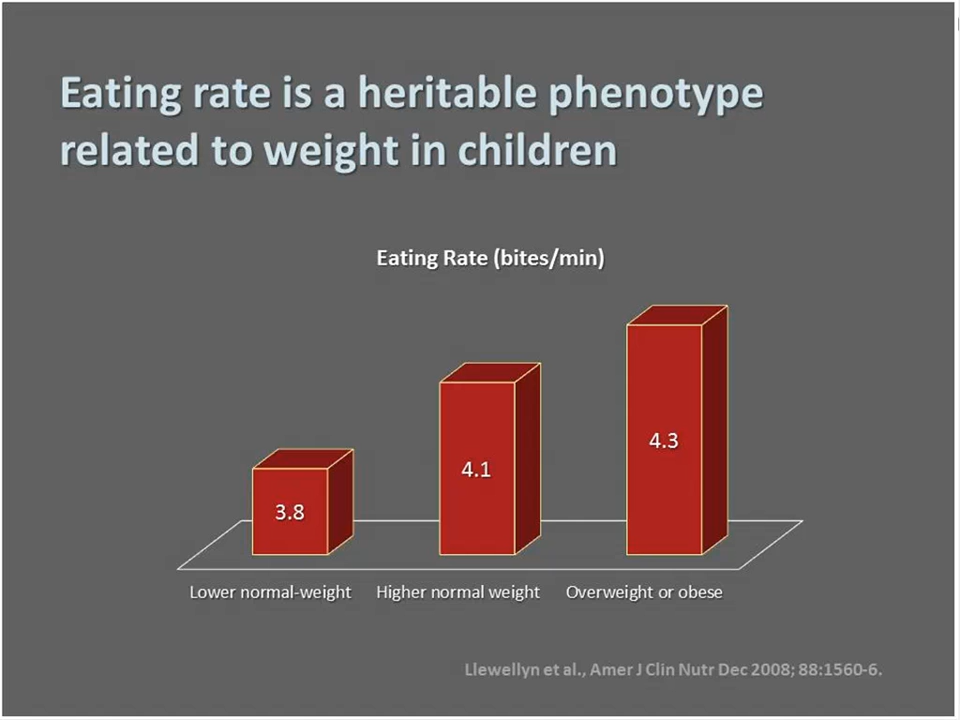 Eating rate is a heritable phenotype
related to weight in children
Eating Rate (bites/min)
3.8
4.1
4.3
Lower normal-weight
Higher normal weight
Overweight or obese
Llewellyn et al., Amer J Clin Nutr Dec 2008; 88:1560-6.